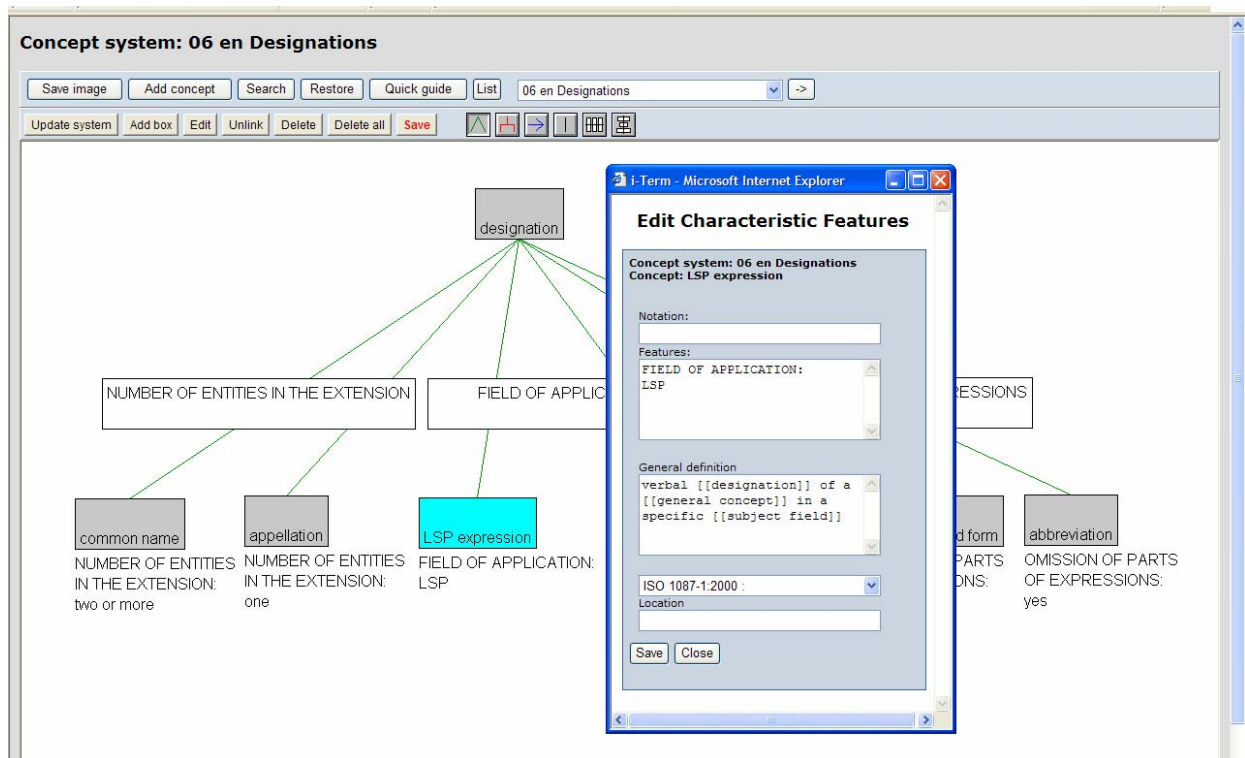 Concept system: 06 en Designations
Save image Add concept Search Restore Quick guide List 06 en Designations ->
Update system Add box Edit Unlink Delete Delete all Save
designation
NUMBER OF ENTITIES IN THE EXTENSION
FIELD OF APPLIC
RESSIONS
common name
NUMBER OF ENTITIES
IN THE EXTENSION:
two or more
appellation
NUMBER OF ENTITIES
IN THE EXTENSION:
one
LSP expression
FIELD OF APPLICATION:
LSP
d form
PARTS
ONS:
abbreviation
OMISSION OF PARTS
OF EXPRESSIONS:
yes
i-Term - Microsoft Internet Explorer
Edit Characteristic Features
Concept system: 06 en Designations
Concept: LSP expression
Notation:
Features:
FIELD OF APPLICATION:
LSP
General definition
verbal [[designation]] of a
[[general concept]] in a
specific [[subject field]]
ISO 1087-1:2000 :
Location
Save Close